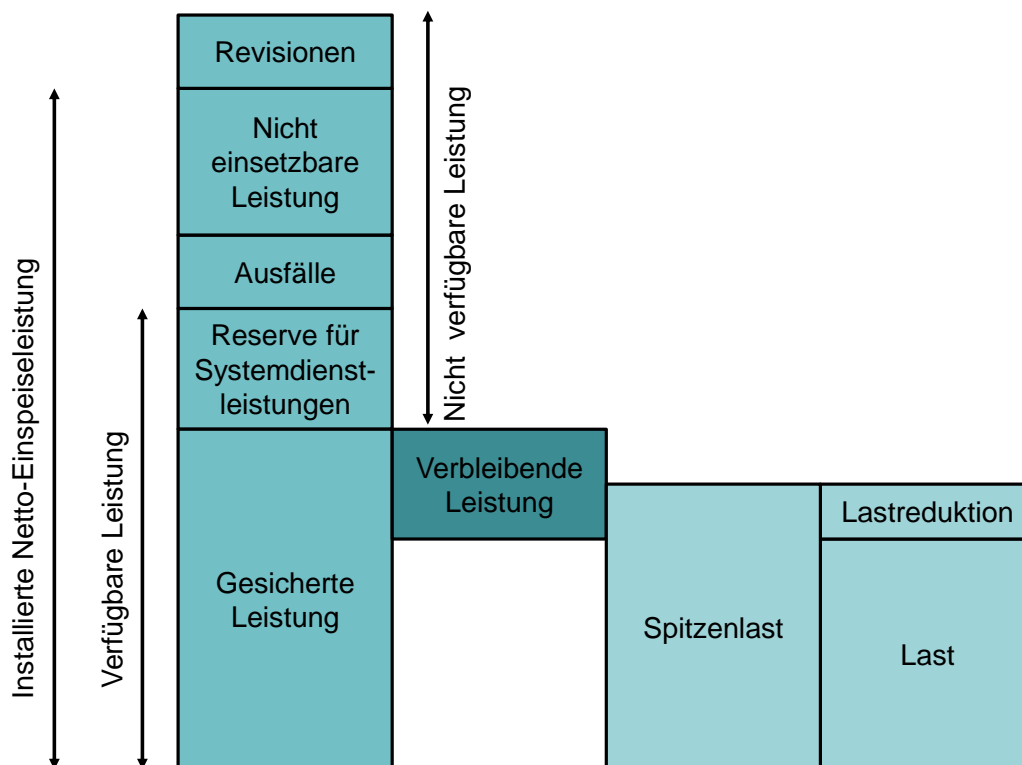 Revisionen
Nicht
einsetzbare
Leistung
Ausfälle
Reserve für
Systemdienst-
leistungen
Gesicherte
Leistung
Installierte Netto-Einspeiseleistung
Verfügbare Leistung
Nicht verfügbare Leistung
Verbleibende
Leistung
Spitzenlast
Lastreduktion
Last